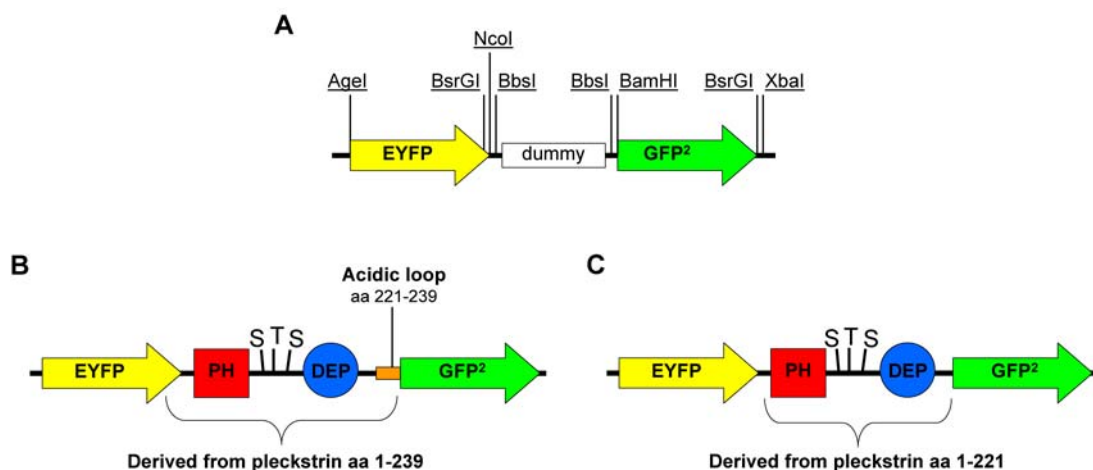 A
NcoI
AgeI BsrGI BbsI BbsI BamHI BsrGI XbaI
EYFP dummy GFP²
B
Acidic loop
aa 221-239
S T S
EYFP PH DEP GFP²
Derived from pleckstrin aa 1-239
C
S T S
EYFP PH DEP GFP²
Derived from pleckstrin aa 1-221